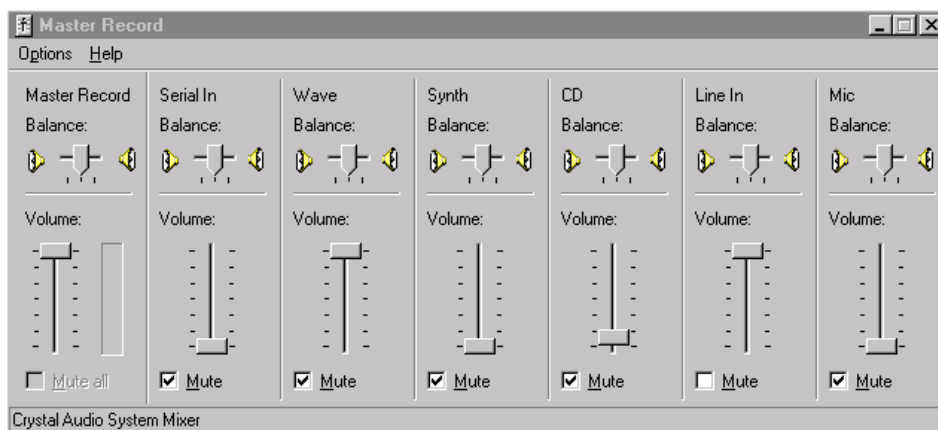 Master Record
Options Help
Master Record Serial In Wave Synth CD Line In Mic
Balance: Balance: Balance: Balance: Balance: Balance: Balance:
Volume: Volume: Volume: Volume: Volume: Volume: Volume:
Mute all Mute Mute Mute Mute Mute Mute
Crystal Audio System Mixer